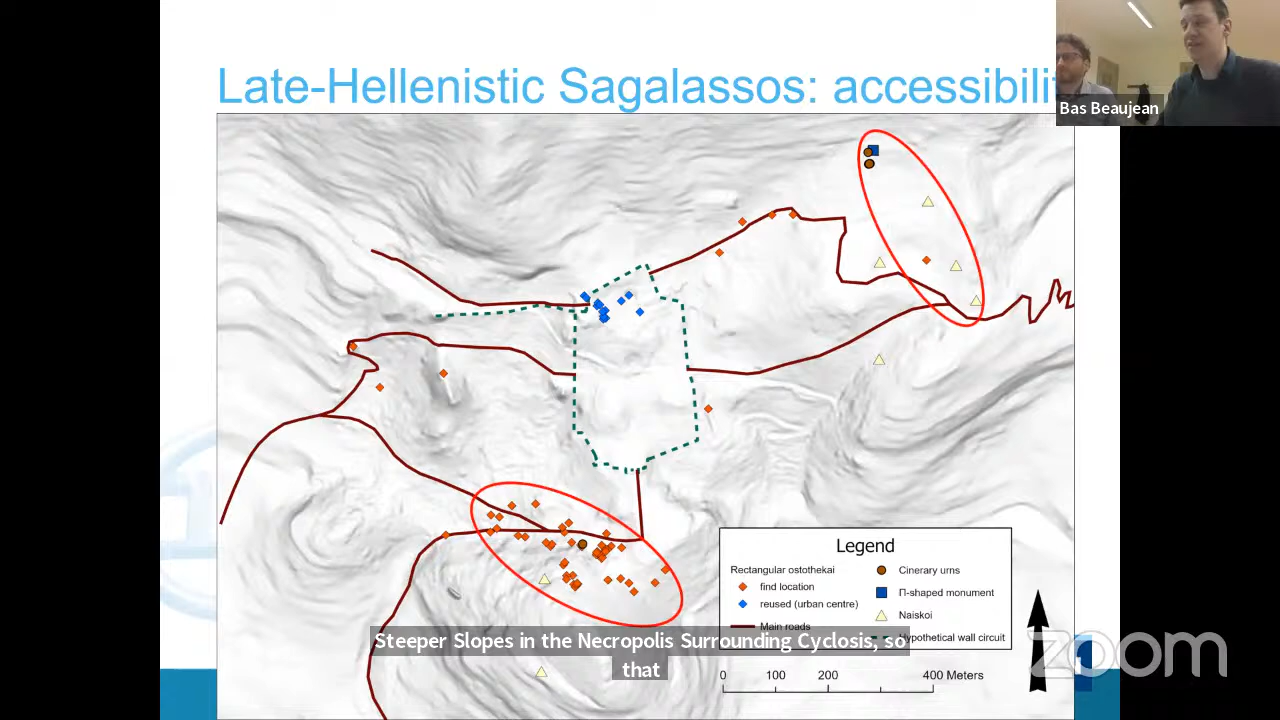 Late-Hellenistic Sagalassos: accessibili
Bas Beaujean
Legend
Rectangular ostothekai
find location
reused (urban centre)
Main roads
Cinerary urns
Π-shaped monument
Naiskoi
Hypothetical wall circuit
Steeper Slopes in the Necropolis Surrounding Cyclosis, so
that
0 100 200 400 Meters
zoom